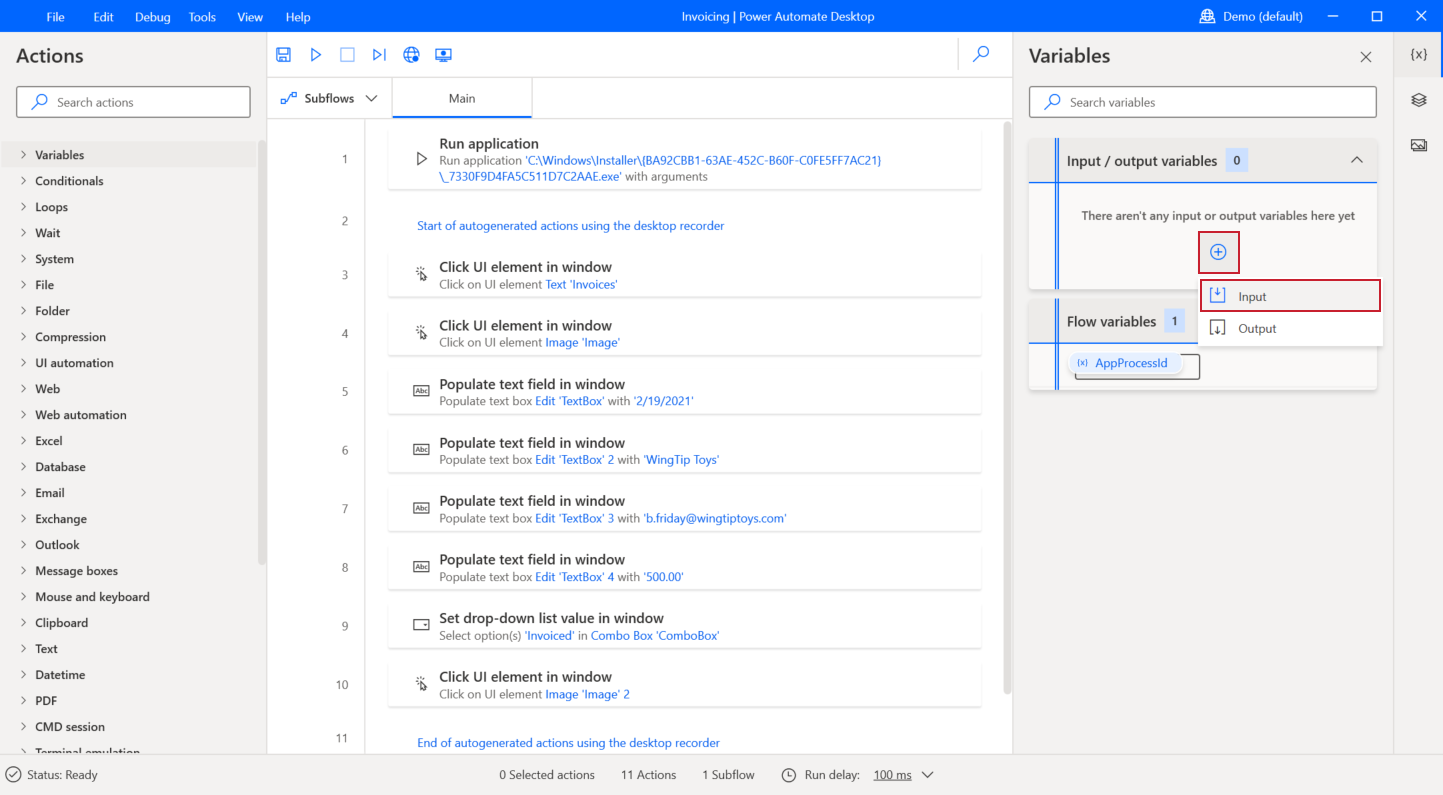 File Edit Debug Tools View Help
Invoicing | Power Automate Desktop
Demo (default)
Actions
Search actions
Variables
Conditionals
Loops
Wait
System
File
Folder
Compression
UI automation
Web
Web automation
Excel
Database
Email
Exchange
Outlook
Message boxes
Mouse and keyboard
Clipboard
Text
Datetime
PDF
CMD session
Terminal emulation
Subflows
Main
1
Run application
Run application 'C:\Windows\Installer\{BA92CBB1-63AE-452C-B60F-C0FE5FF7AC21}
\_7330F9D4FA5C511D7C2AAE.exe' with arguments
2
Start of autogenerated actions using the desktop recorder
3
Click UI element in window
Click on UI element Text 'Invoices'
4
Click UI element in window
Click on UI element Image 'Image'
5
Abc
Populate text field in window
Populate text box Edit 'TextBox' with '2/19/2021'
6
Abc
Populate text field in window
Populate text box Edit 'TextBox' 2 with 'WingTip Toys'
7
Abc
Populate text field in window
Populate text box Edit 'TextBox' 3 with 'b.friday@wingtiptoys.com'
8
Abc
Populate text field in window
Populate text box Edit 'TextBox' 4 with '500.00'
9
Set drop-down list value in window
Select option(s) 'Invoiced' in Combo Box 'ComboBox'
10
Click UI element in window
Click on UI element Image 'Image' 2
11
End of autogenerated actions using the desktop recorder
Variables
{x}
Search variables
Input / output variables 0
There aren't any input or output variables here yet
Input
Output
Flow variables 1
(x) AppProcessId
Status: Ready
0 Selected actions
11 Actions
1 Subflow
Run delay: 100 ms